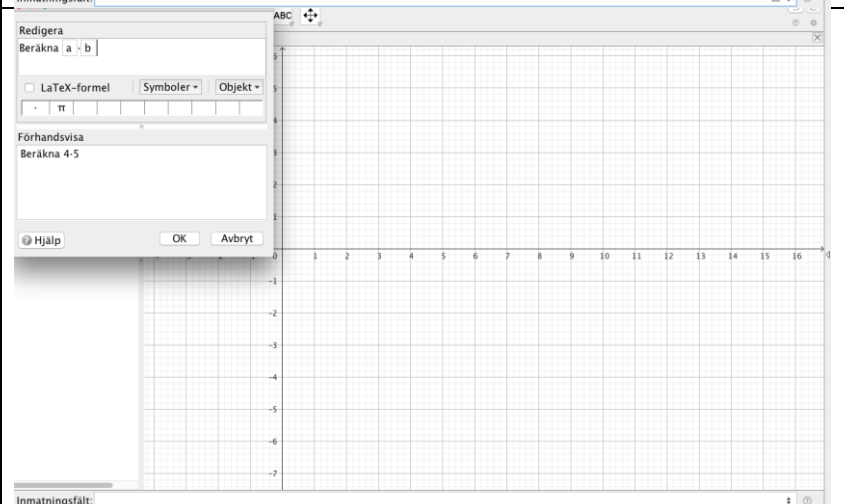 Inmatningsfält:
ABC
Redigera
Beräkna a · b
LaTeX-formel Symboler Objekt
· π
Förhandsvisa
Beräkna 4·5
Hjälp OK Avbryt
6
5
3
2
1
0 1 2 3 4 5 6 7 8 9 10 11 12 13 14 15 16
-1
-2
-3
-4
-5
-6
-7
Inmatningsfält: